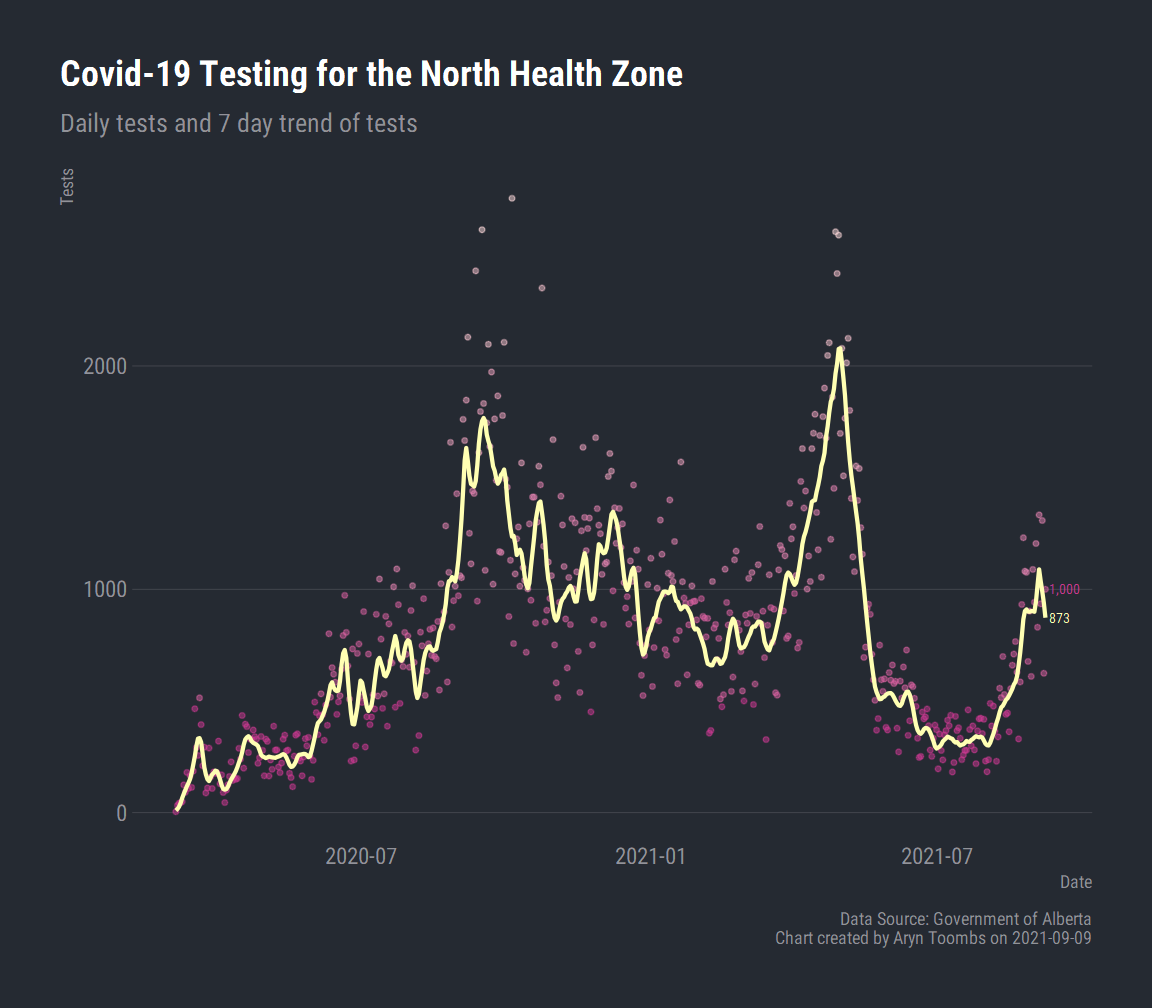 Covid-19 Testing for the North Health Zone
Daily tests and 7 day trend of tests
Tests
2000
1000
1,000
873
0
2020-07
2021-01
2021-07
Date
Data Source: Government of Alberta
Chart created by Aryn Toombs on 2021-09-09